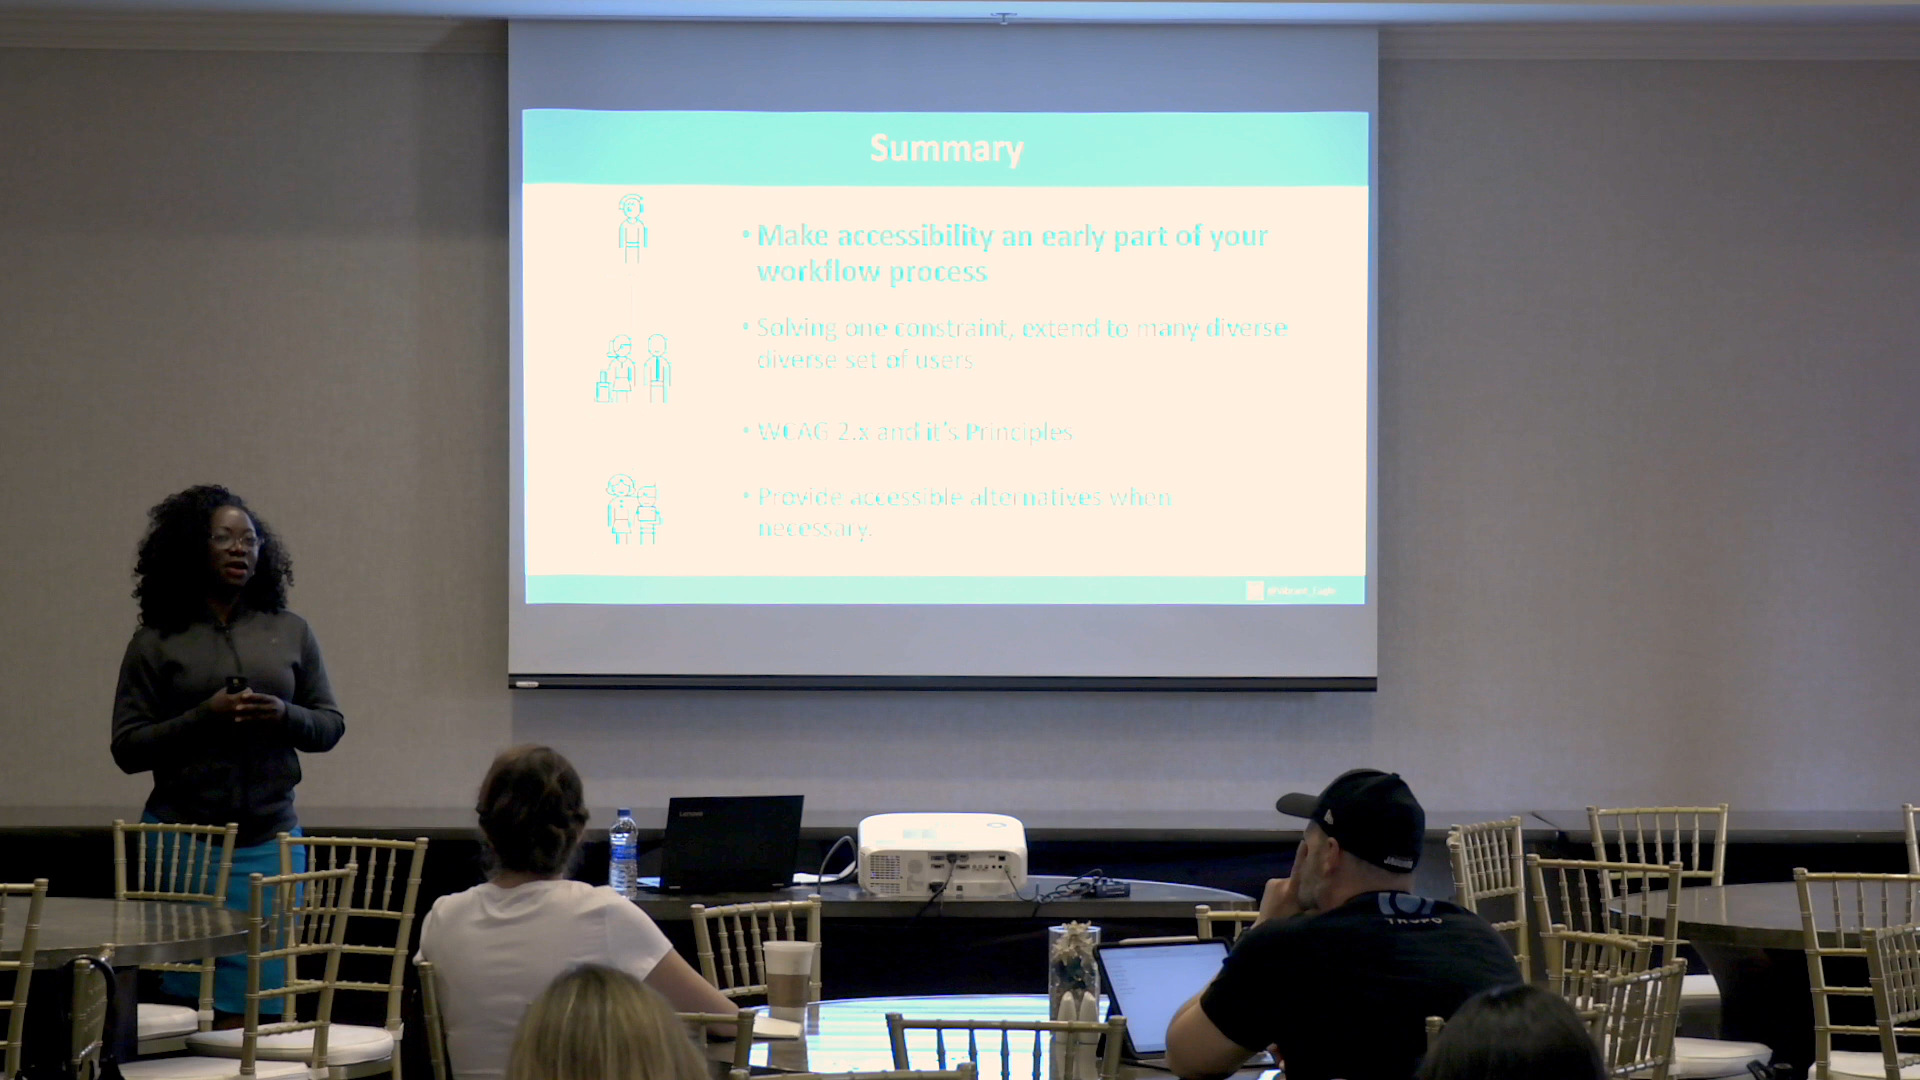 Summary
• Make accessibility an early part of your
workflow process
• Solving one constraint, extend to many diverse
diverse set of users
• WCAG 2.x and it's Principles
• Provide accessible alternatives when
necessary.
Lenovo